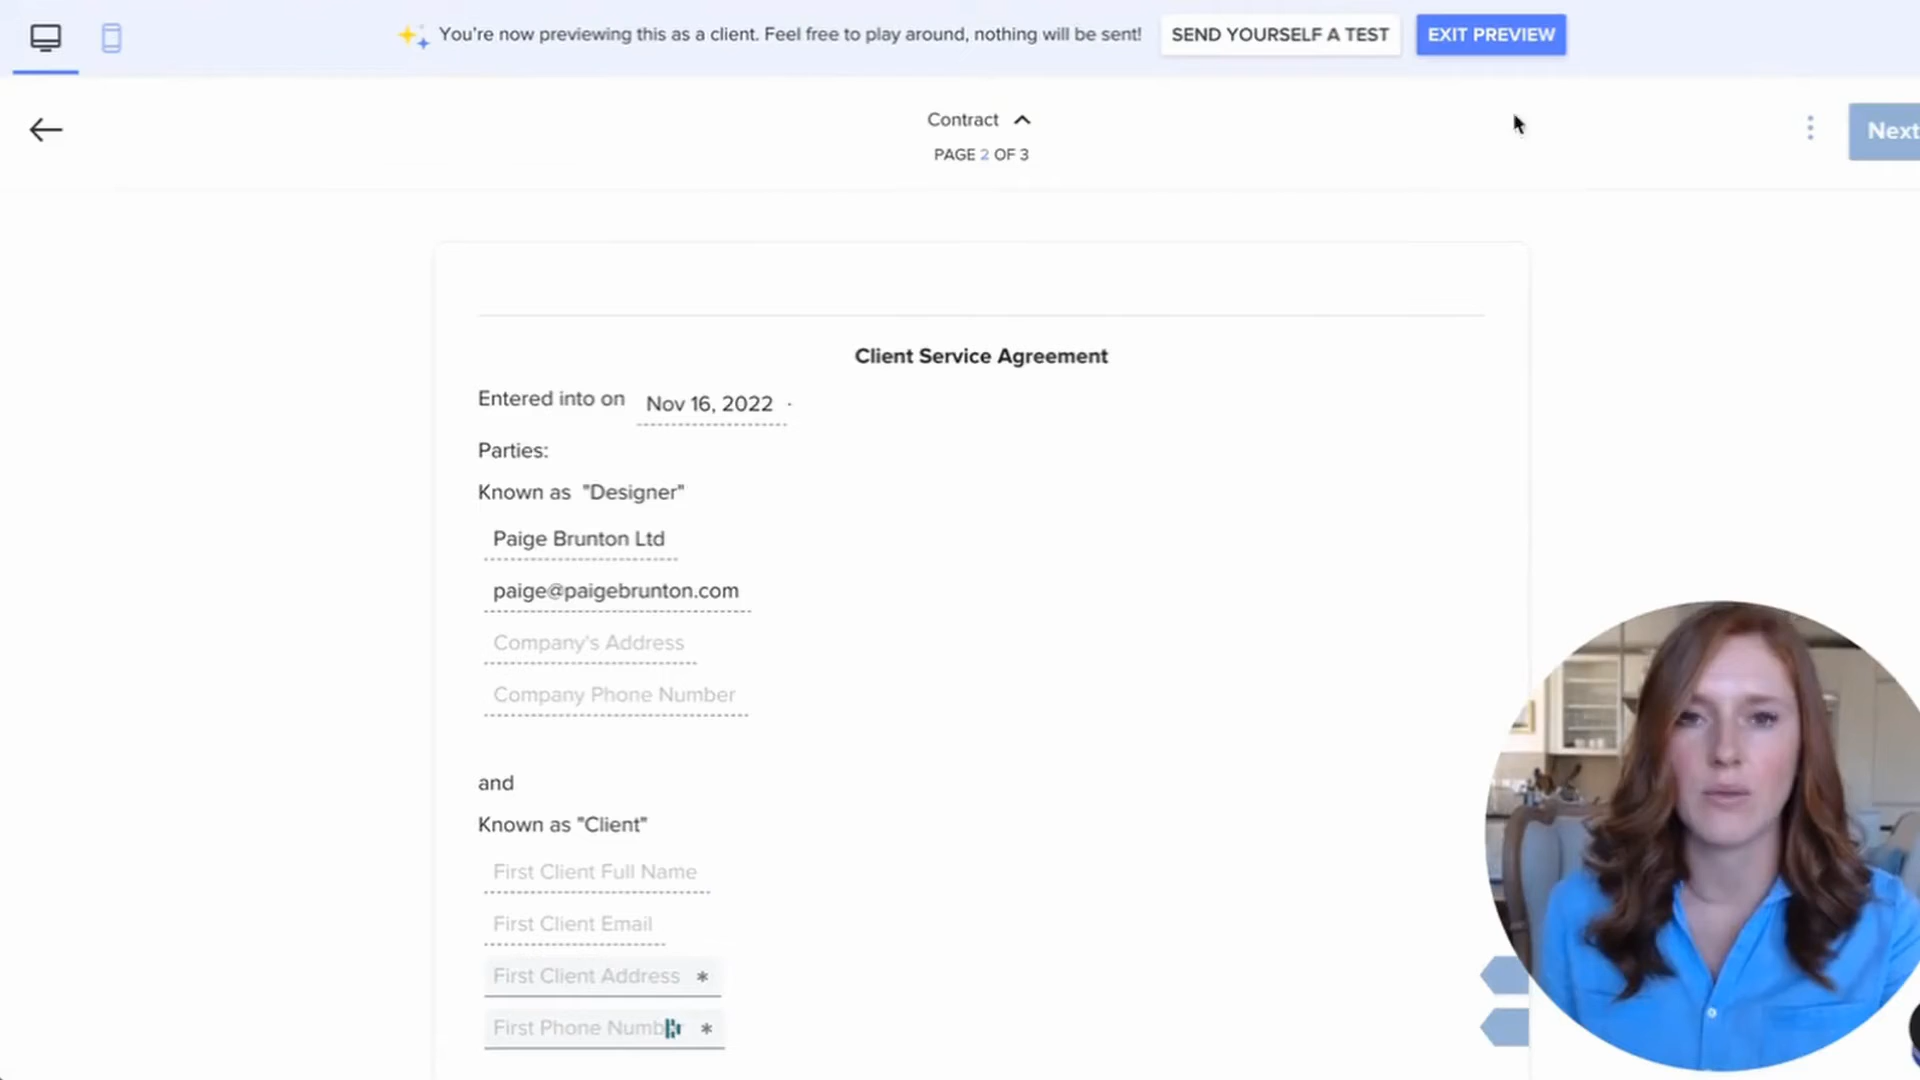 You're now previewing this as a client. Feel free to play around, nothing will be sent!
SEND YOURSELF A TEST
EXIT PREVIEW
Contract
PAGE 2 OF 3
Next
Client Service Agreement
Entered into on Nov 16, 2022
Parties:
Known as "Designer"
Paige Brunton Ltd
paige@paigebrunton.com
Company's Address
Company Phone Number
and
Known as "Client"
First Client Full Name
First Client Email
First Client Address *
First Phone Numb *